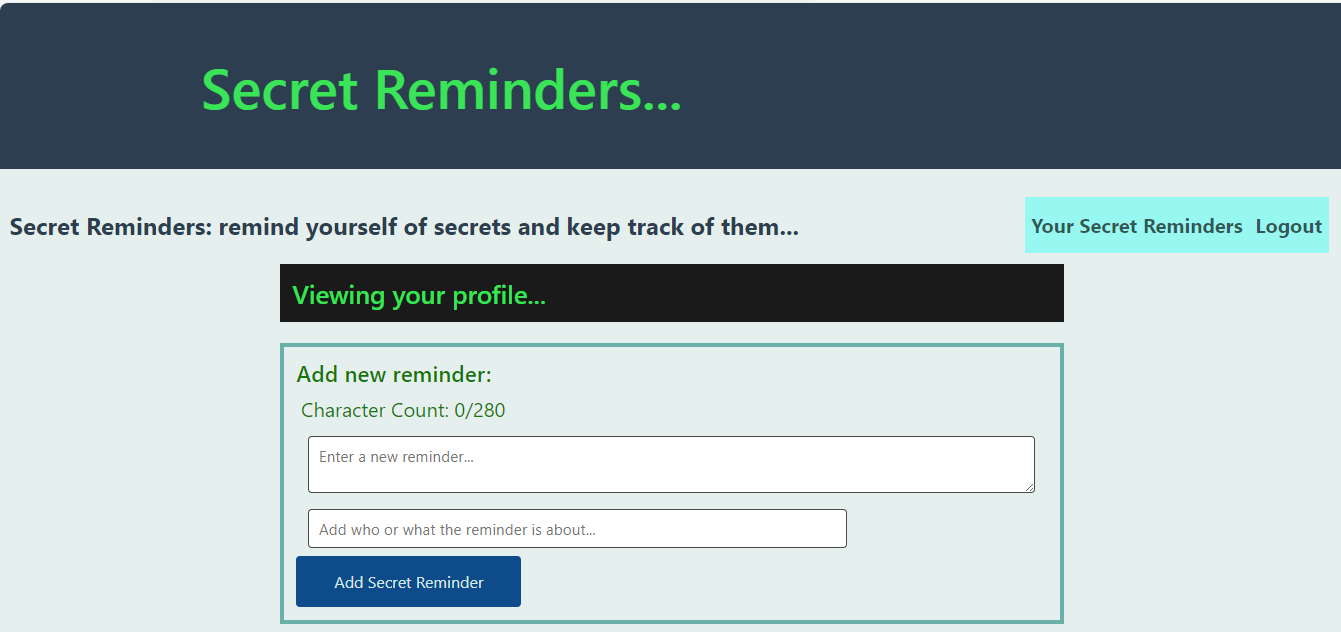 Secret Reminders...
Secret Reminders: remind yourself of secrets and keep track of them...
Your Secret Reminders Logout
Viewing your profile...
Add new reminder:
Character Count: 0/280
Enter a new reminder...
Add who or what the reminder is about...
Add Secret Reminder